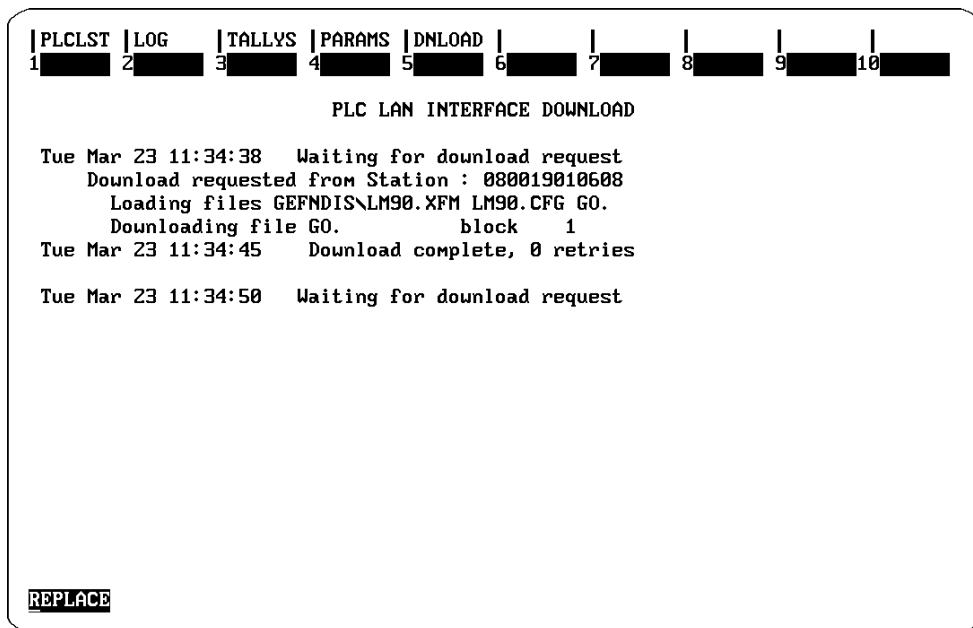 |PLCLST |LOG |TALLYS |PARAMS |DNLOAD | | | | |
1 2 3 4 5 6 7 8 9 10
PLC LAN INTERFACE DOWNLOAD
Tue Mar 23 11:34:38 Waiting for download request
Download requested from Station : 080019010608
Loading files GEFNDIS\LM90.XFM LM90.CFG GO.
Downloading file GO. block 1
Tue Mar 23 11:34:45 Download complete, 0 retries
Tue Mar 23 11:34:50 Waiting for download request
REPLACE